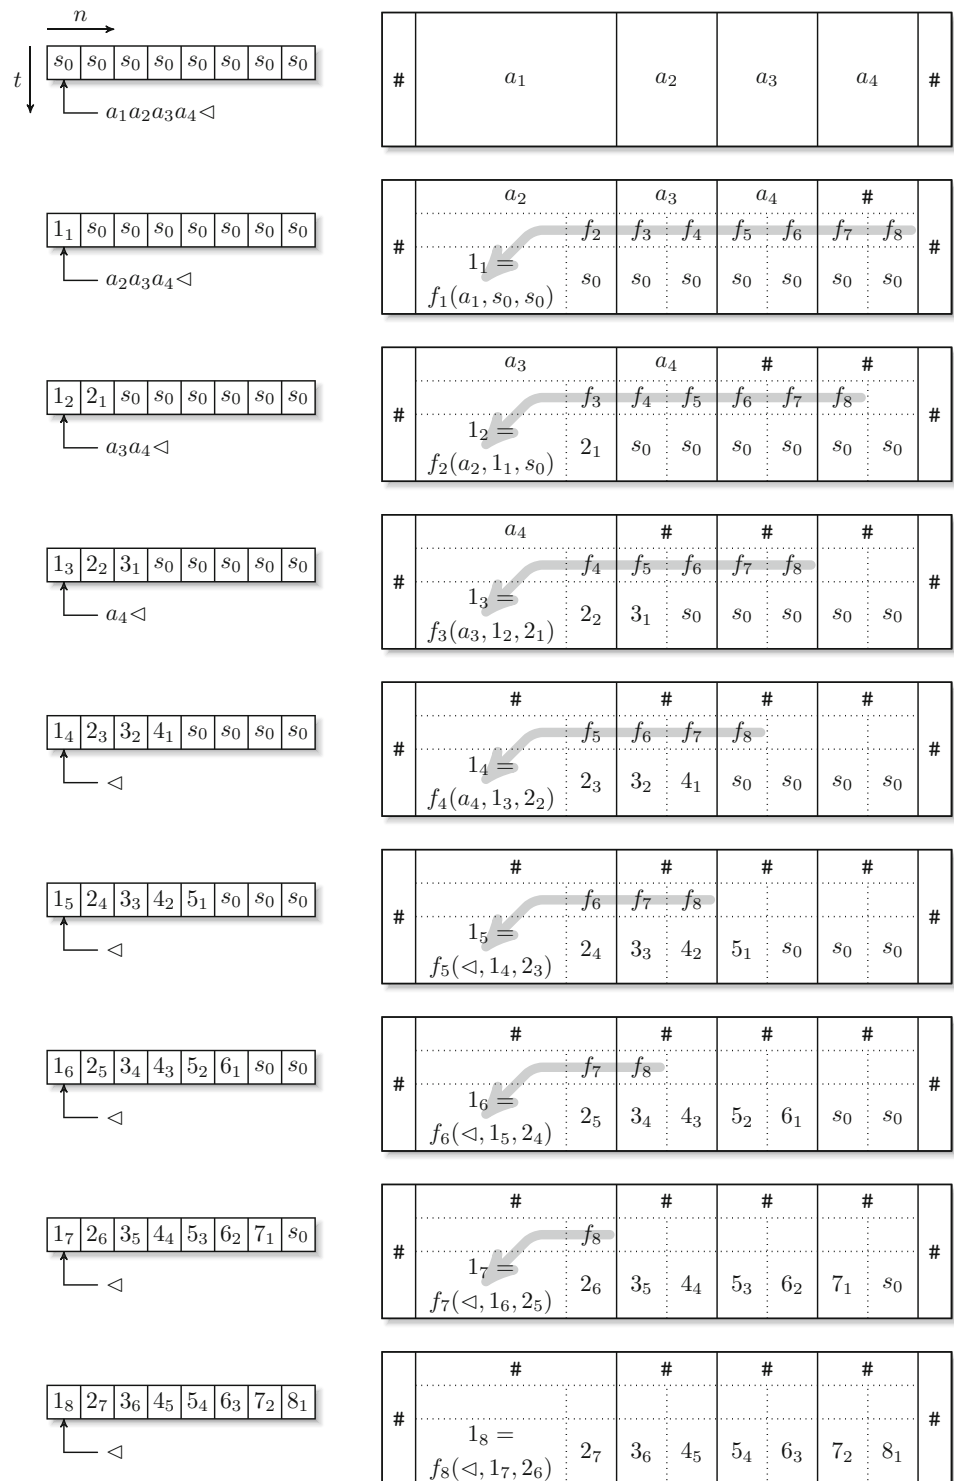 n
t
s₀ s₀ s₀ s₀ s₀ s₀ s₀ s₀
a₁a₂a₃a₄◁
# a₁ a₂ a₃ a₄ #
1₁ s₀ s₀ s₀ s₀ s₀ s₀ s₀
a₂a₃a₄◁
a₂ a₃ a₄ #
f₂ f₃ f₄ f₅ f₆ f₇ f₈
# #
1₁ =
s₀ s₀ s₀ s₀ s₀ s₀ s₀
f₁(a₁, s₀, s₀)
1₂ 2₁ s₀ s₀ s₀ s₀ s₀ s₀
a₃a₄◁
a₃ a₄ # #
f₃ f₄ f₅ f₆ f₇ f₈
# #
1₂ =
2₁ s₀ s₀ s₀ s₀ s₀ s₀
f₂(a₂, 1₁, s₀)
1₃ 2₂ 3₁ s₀ s₀ s₀ s₀ s₀
a₄◁
a₄ # # #
f₄ f₅ f₆ f₇ f₈
# #
1₃ =
2₂ 3₁ s₀ s₀ s₀ s₀ s₀
f₃(a₃, 1₂, 2₁)
1₄ 2₃ 3₂ 4₁ s₀ s₀ s₀ s₀
◁
# # # #
f₅ f₆ f₇ f₈
# #
1₄ =
2₃ 3₂ 4₁ s₀ s₀ s₀ s₀
f₄(a₄, 1₃, 2₂)
1₅ 2₄ 3₃ 4₂ 5₁ s₀ s₀ s₀
◁
# # # #
f₆ f₇ f₈
# #
1₅ =
2₄ 3₃ 4₂ 5₁ s₀ s₀ s₀
f₅(◁, 1₄, 2₃)
1₆ 2₅ 3₄ 4₃ 5₂ 6₁ s₀ s₀
◁
# # # #
f₇ f₈
# #
1₆ =
2₅ 3₄ 4₃ 5₂ 6₁ s₀ s₀
f₆(◁, 1₅, 2₄)
1₇ 2₆ 3₅ 4₄ 5₃ 6₂ 7₁ s₀
◁
# # # #
f₈
# #
1₇ =
2₆ 3₅ 4₄ 5₃ 6₂ 7₁ s₀
f₇(◁, 1₆, 2₅)
1₈ 2₇ 3₆ 4₅ 5₄ 6₃ 7₂ 8₁
◁
# # # #
# #
1₈ =
2₇ 3₆ 4₅ 5₄ 6₃ 7₂ 8₁
f₈(◁, 1₇, 2₆)